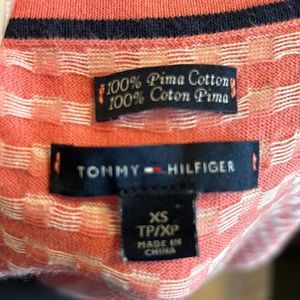 100% Pima Cotton
100% Coton Pima
TOMMY HILFIGER
XS
TP/XP
MADE IN
CHINA